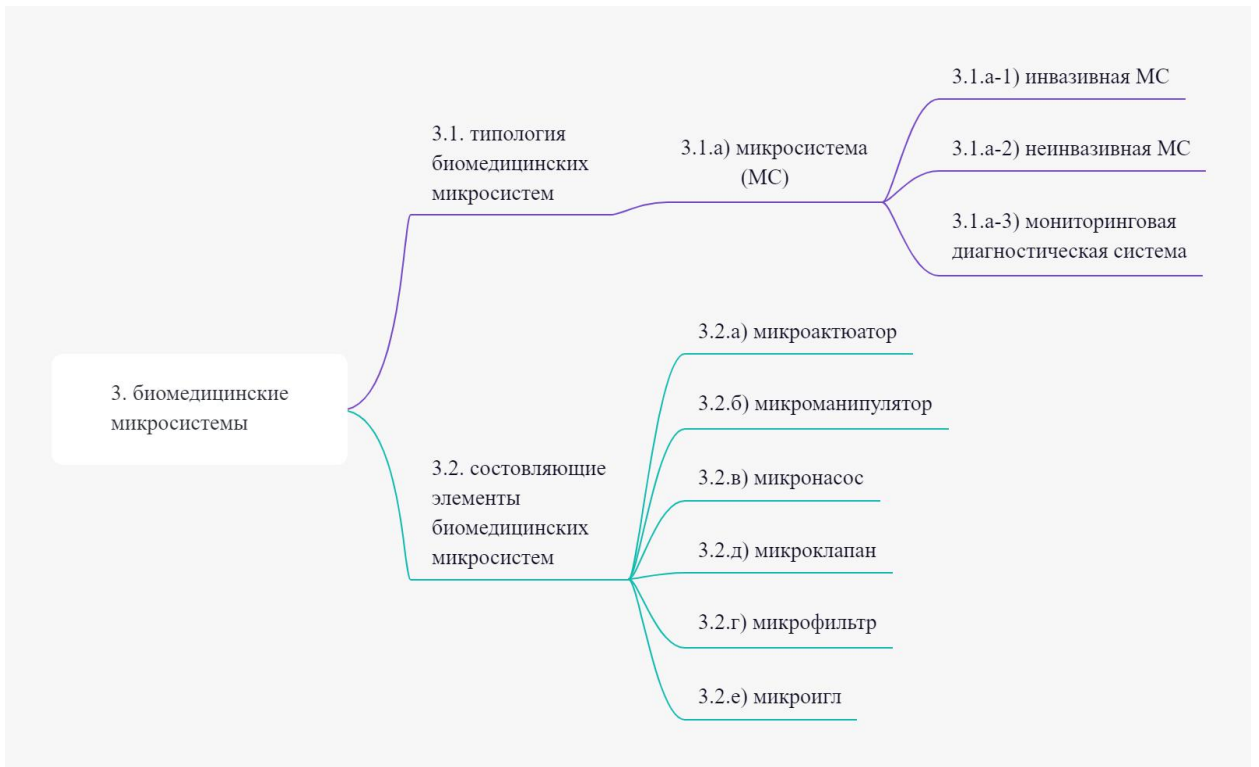 3. биомедицинские
микросистемы
3.1. типология
биомедицинских
микросистем
3.1.а) микросистема
(МС)
3.1.а-1) инвазивная МС
3.1.а-2) неинвазивная МС
3.1.а-3) мониторинговая
диагностическая система
3.2. состовляющие
элементы
биомедицинских
микросистем
3.2.а) микроактюатор
3.2.б) микроманипулятор
3.2.в) микронасос
3.2.д) микроклапан
3.2.г) микрофильтр
3.2.е) микроигл